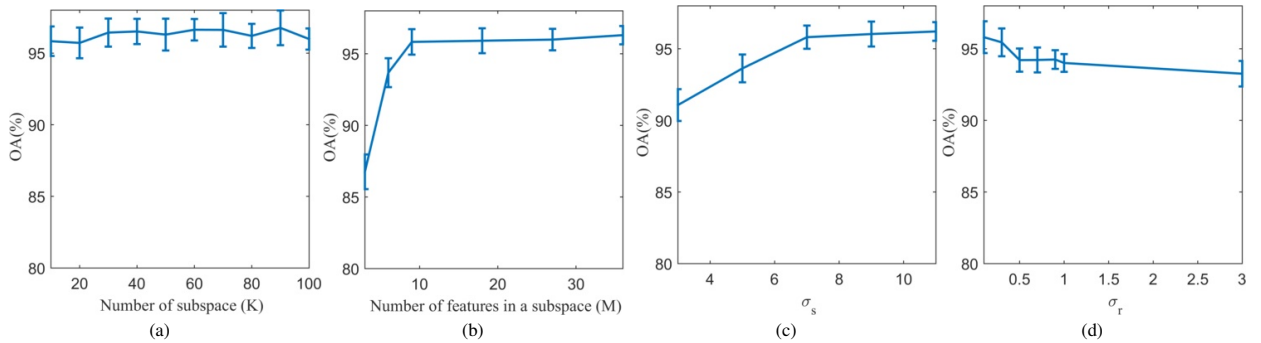 95
90
85
80
OA(%)
20 40 60 80 100
Number of subspace (K)
(a)
95
90
85
80
OA(%)
10 20 30
Number of features in a subspace (M)
(b)
95
90
85
80
OA(%)
4 6 8 10
σs
(c)
95
90
85
80
OA(%)
0.5 1 1.5 2 2.5 3
σr
(d)